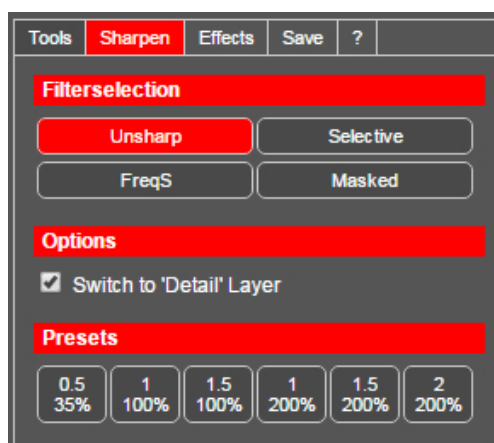 Tools Sharpen Effects Save ?
Filterselection
Unsharp Selective
FreqS Masked
Options
Switch to 'Detail' Layer
Presets
0.5 1 1.5 1 1.5 2
35% 100% 100% 200% 200% 200%